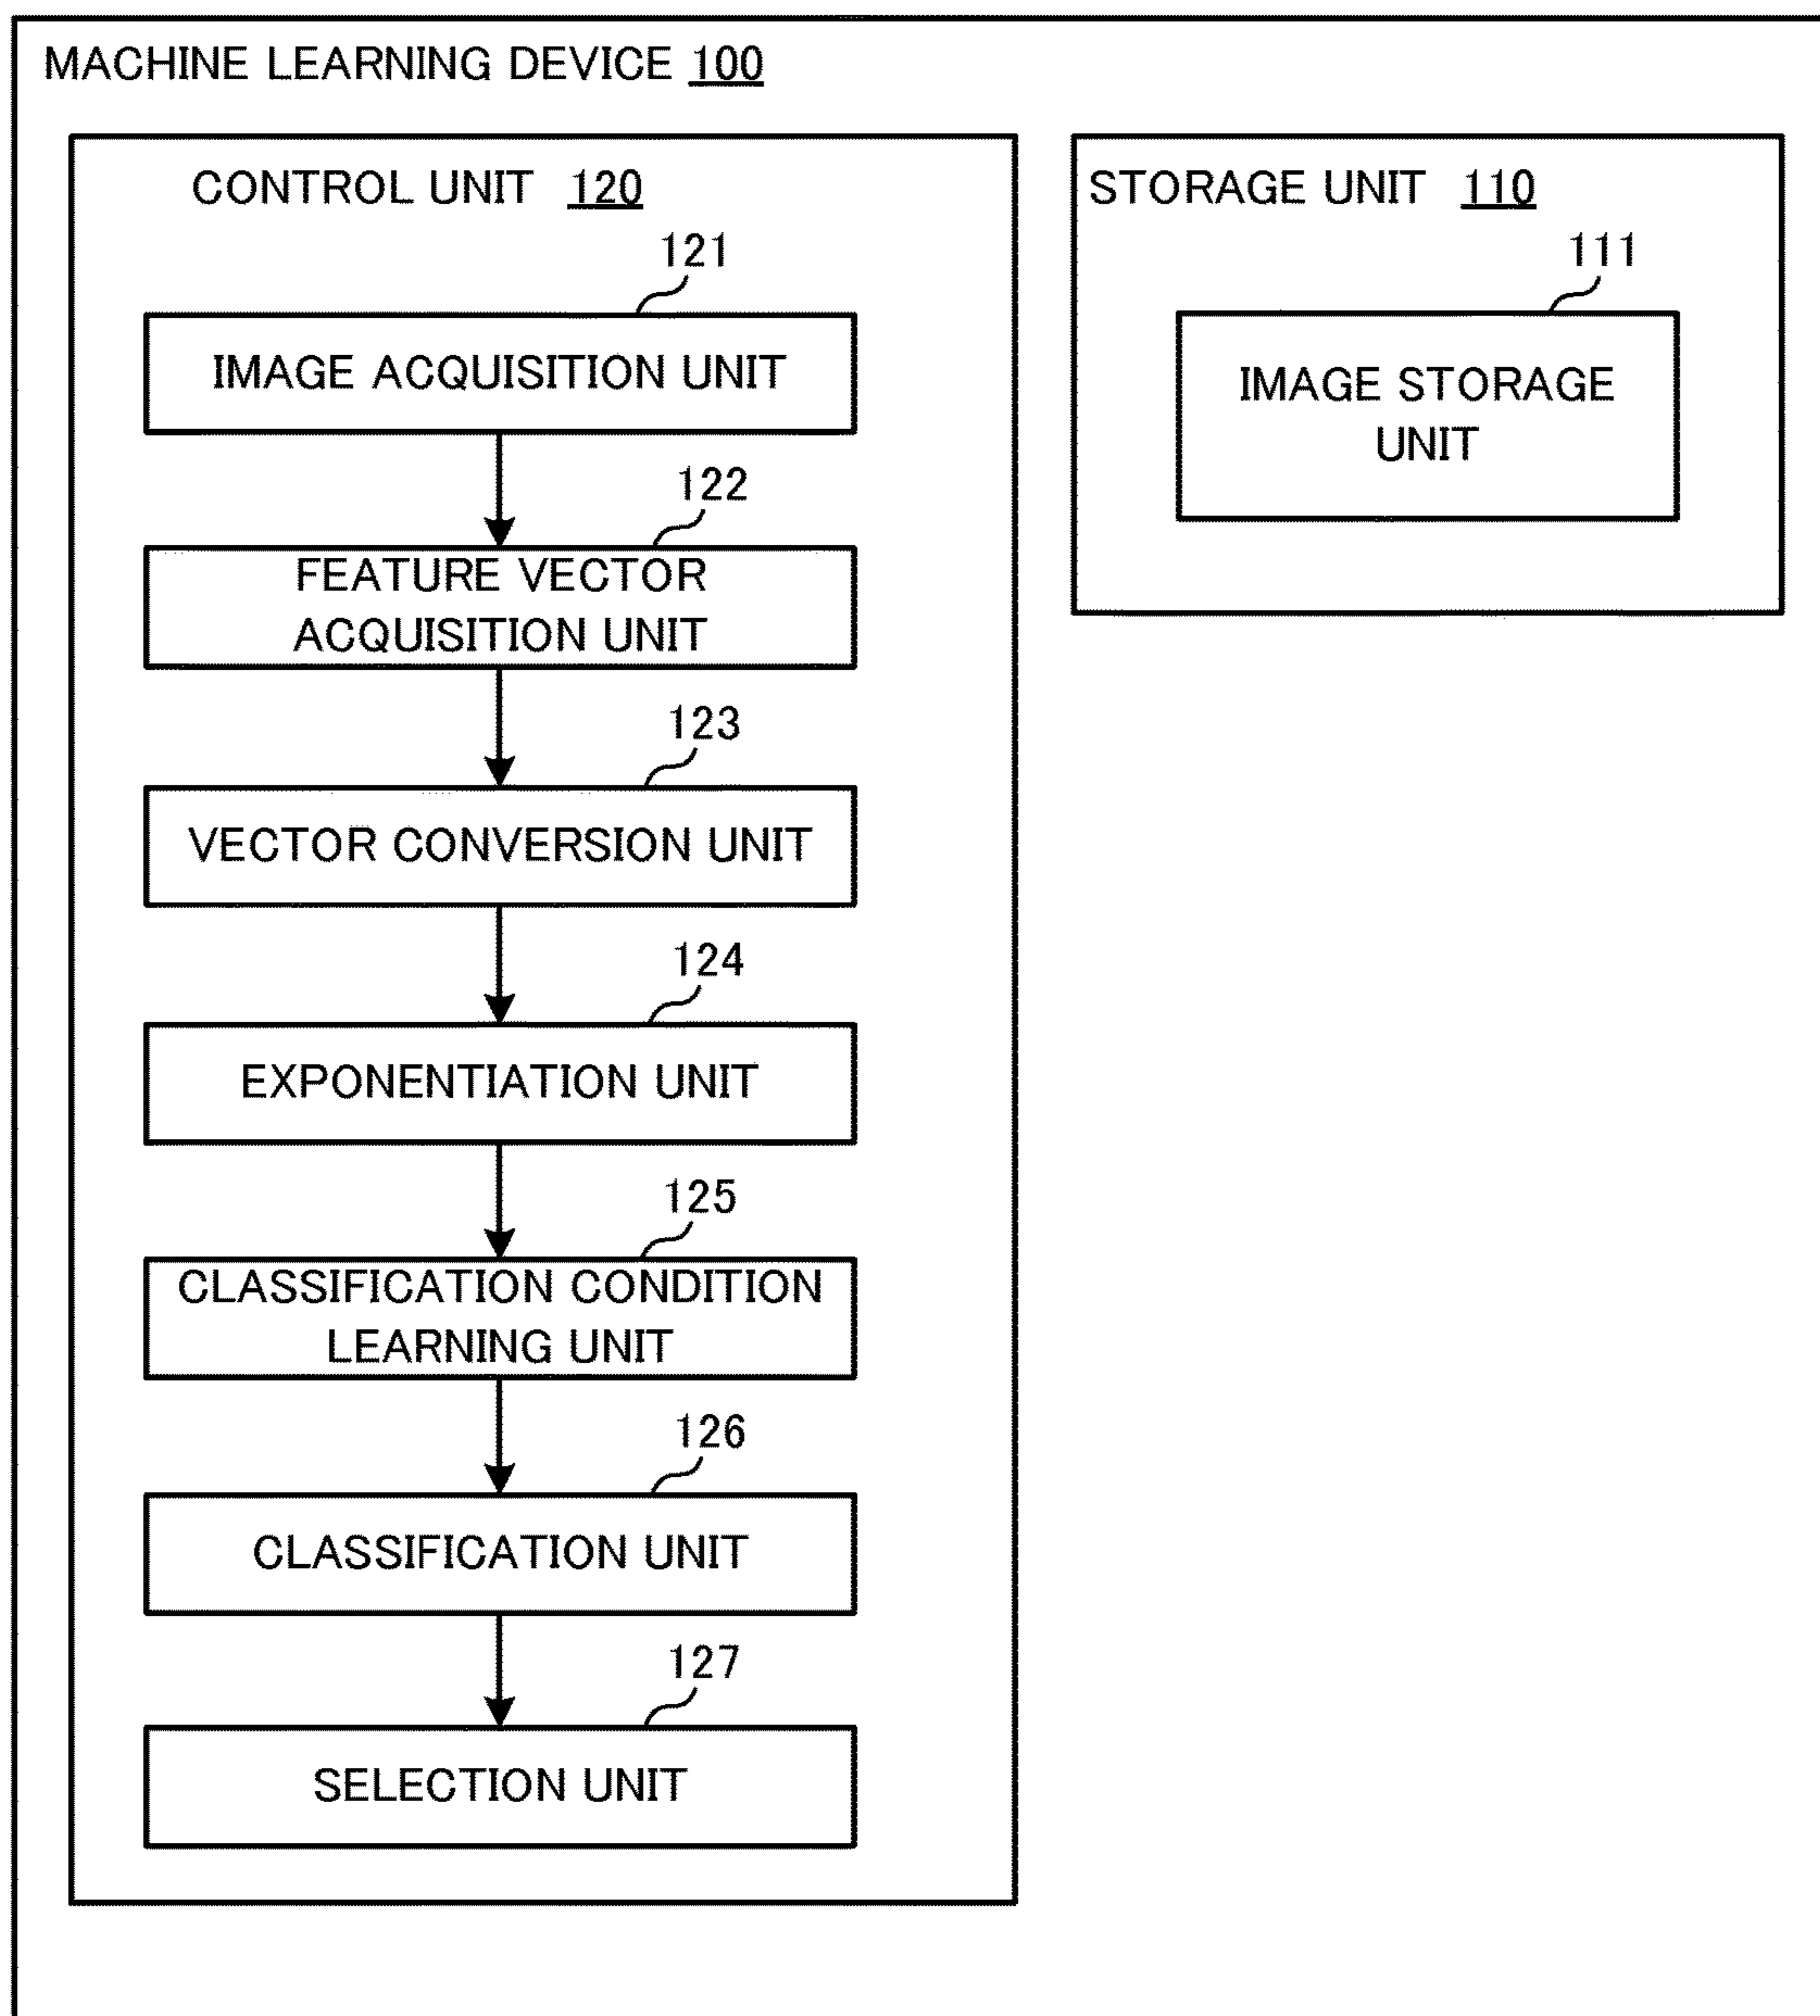 MACHINE LEARNING DEVICE 100
CONTROL UNIT 120
121
IMAGE ACQUISITION UNIT
122
FEATURE VECTOR
ACQUISITION UNIT
123
VECTOR CONVERSION UNIT
124
EXPONENTIATION UNIT
125
CLASSIFICATION CONDITION
LEARNING UNIT
126
CLASSIFICATION UNIT
127
SELECTION UNIT
STORAGE UNIT 110
111
IMAGE STORAGE
UNIT